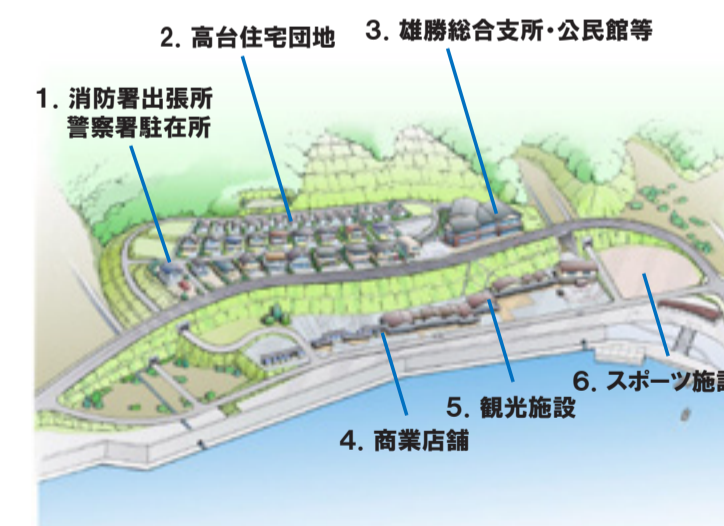 1. 消防署出張所
警察署駐在所
2. 高台住宅団地
3. 雄勝総合支所・公民館等
4. 商業店舗
5. 観光施設
6. スポーツ施設